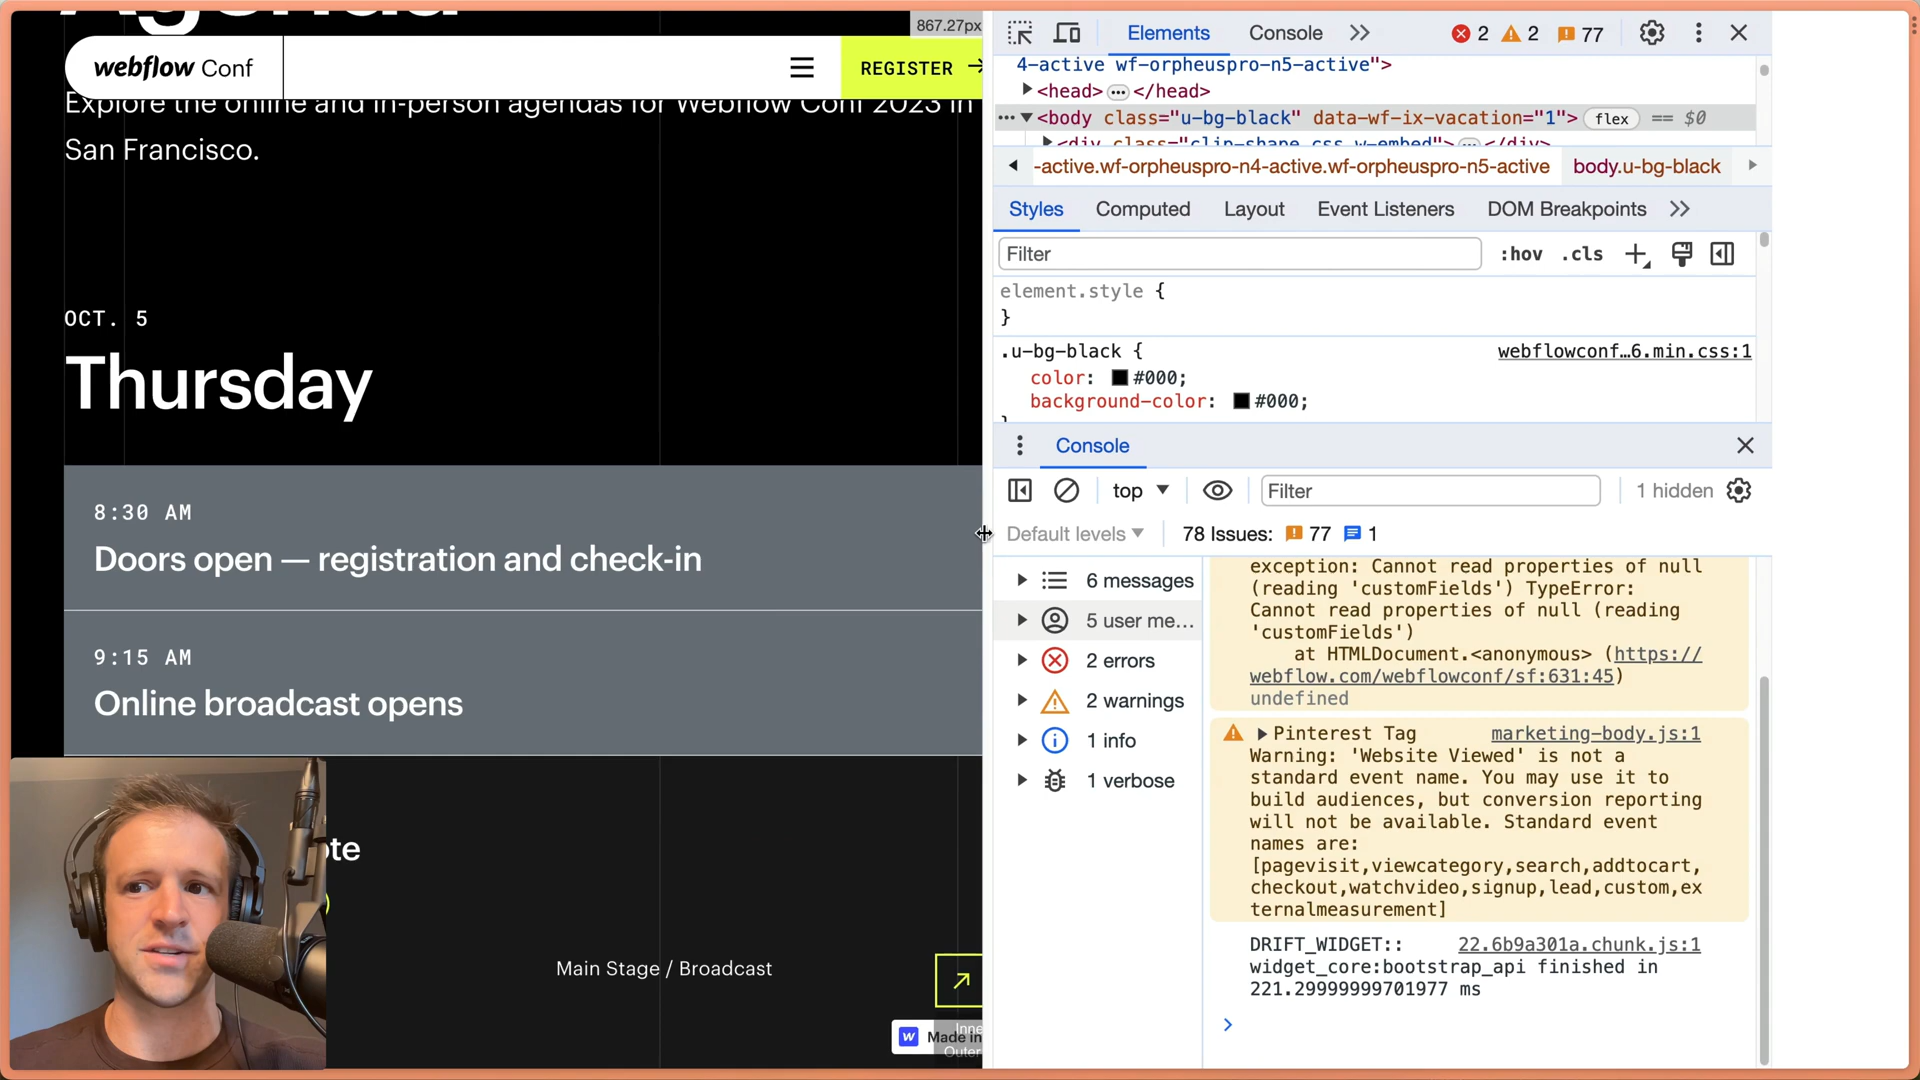 Agenda
867.27px
webflow Conf
REGISTER →
Explore the online and in-person agendas for Webflow Conf 2023 in
San Francisco.
OCT. 5
Thursday
8:30 AM
Doors open — registration and check-in
9:15 AM
Online broadcast opens
ote
Main Stage / Broadcast
Made in
Inne
Outer
Elements
Console
2
2
77
4-active wf-orpheuspro-n5-active">
<head> ••• </head>
••• <body class="u-bg-black" data-wf-ix-vacation="1"> flex == $0
<div class="clip-shape css w-embed"> ••• </div>
-active.wf-orpheuspro-n4-active.wf-orpheuspro-n5-active body.u-bg-black
Styles
Computed
Layout
Event Listeners
DOM Breakpoints
Filter
:hov .cls
element.style {
}
.u-bg-black {
webflowconf…6.min.css:1
color: #000;
background-color: #000;
}
Console
top
Filter
1 hidden
Default levels
78 Issues: 77 1
6 messages
5 user me…
2 errors
2 warnings
1 info
1 verbose
exception: Cannot read properties of null
(reading 'customFields') TypeError:
Cannot read properties of null (reading
'customFields')
at HTMLDocument.<anonymous> (https://
webflow.com/webflowconf/sf:631:45)
undefined
Pinterest Tag marketing-body.js:1
Warning: 'Website Viewed' is not a
standard event name. You may use it to
build audiences, but conversion reporting
will not be available. Standard event
names are:
[pagevisit,viewcategory,search,addtocart,
checkout,watchvideo,signup,lead,custom,ex
ternalmeasurement]
DRIFT_WIDGET:: 22.6b9a301a.chunk.js:1
widget_core:bootstrap_api finished in
221.29999999701977 ms